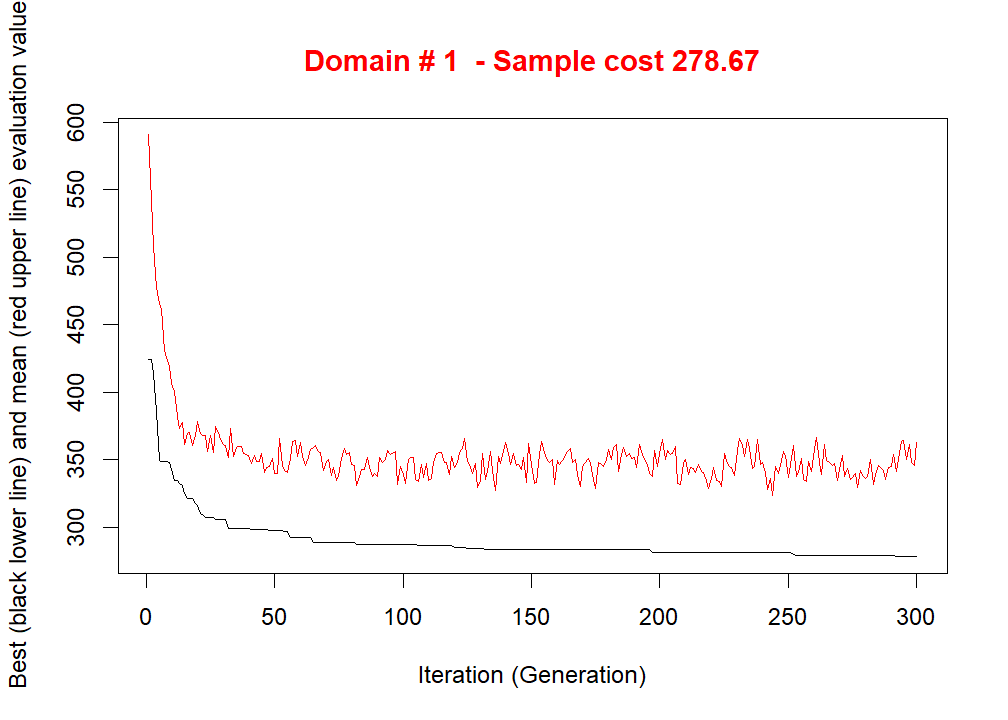 Domain # 1  - Sample cost 278.67
Best (black lower line) and mean (red upper line) evaluation value
600
550
500
450
400
350
300
0 50 100 150 200 250 300
Iteration (Generation)